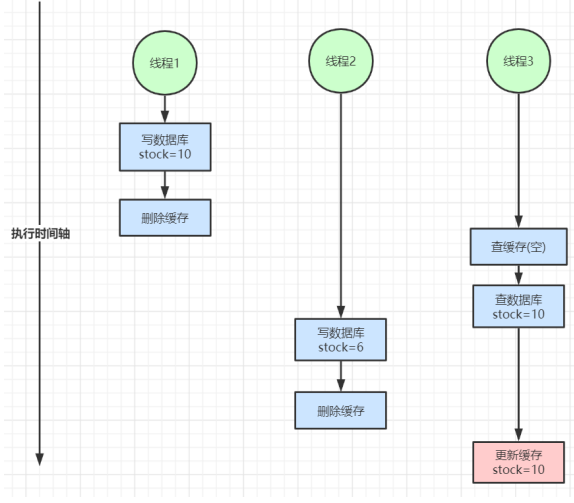 线程1
线程2
线程3
写数据库
stock=10
删除缓存
执行时间轴
查缓存(空)
查数据库
stock=10
写数据库
stock=6
删除缓存
更新缓存
stock=10